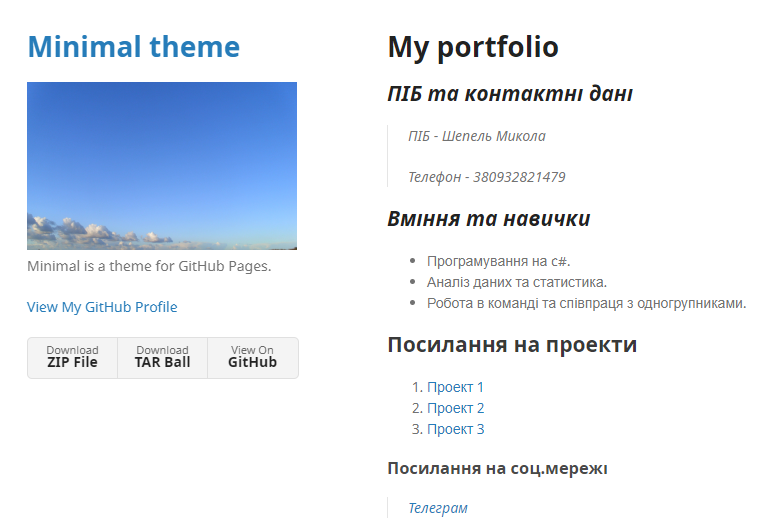 Minimal theme
Minimal is a theme for GitHub Pages.
View My GitHub Profile
Download
ZIP File
Download
TAR Ball
View On
GitHub
My portfolio
ПІБ та контактні дані
ПІБ - Шепель Микола
Телефон - 380932821479
Вміння та навички
• Програмування на c#.
• Аналіз даних та статистика.
• Робота в команді та співпраця з одногрупниками.
Посилання на проекти
1. Проект 1
2. Проект 2
3. Проект 3
Посилання на соц.мережі
Телеграм